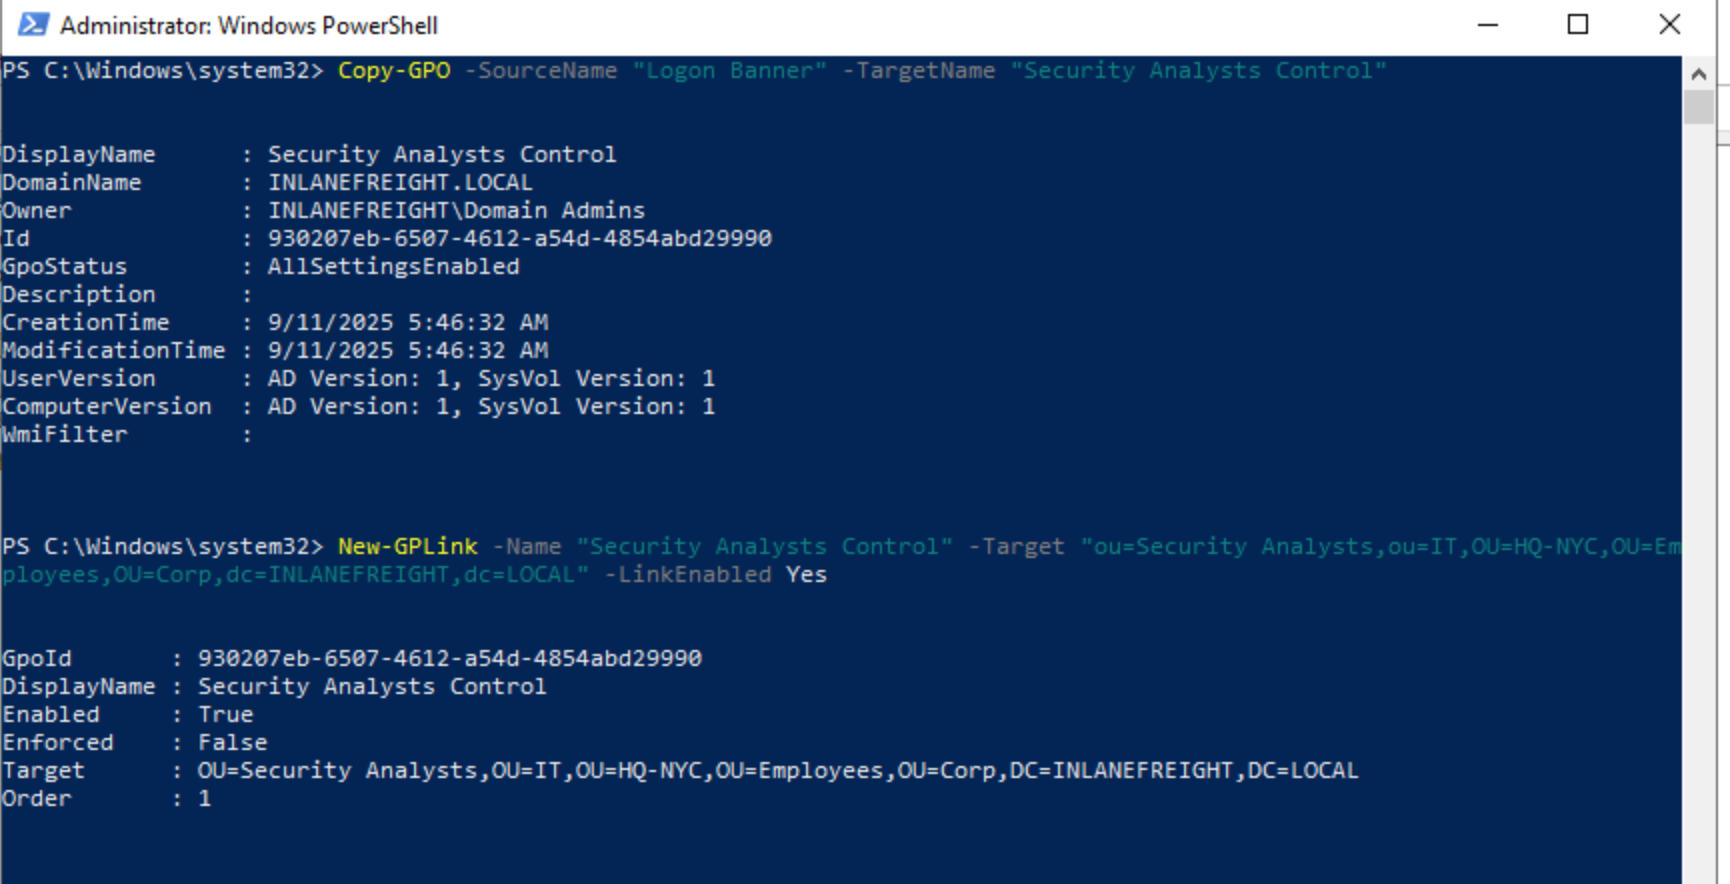 Administrator: Windows PowerShell
PS C:\Windows\system32> Copy-GPO -SourceName "Logon Banner" -TargetName "Security Analysts Control"
DisplayName      : Security Analysts Control
DomainName       : INLANEFREIGHT.LOCAL
Owner            : INLANEFREIGHT\Domain Admins
Id               : 930207eb-6507-4612-a54d-4854abd29990
GpoStatus        : AllSettingsEnabled
Description      :
CreationTime     : 9/11/2025 5:46:32 AM
ModificationTime : 9/11/2025 5:46:32 AM
UserVersion      : AD Version: 1, SysVol Version: 1
ComputerVersion  : AD Version: 1, SysVol Version: 1
WmiFilter        :
PS C:\Windows\system32> New-GPLink -Name "Security Analysts Control" -Target "ou=Security Analysts,ou=IT,OU=HQ-NYC,OU=Em
ployees,OU=Corp,dc=INLANEFREIGHT,dc=LOCAL" -LinkEnabled Yes
GpoId       : 930207eb-6507-4612-a54d-4854abd29990
DisplayName : Security Analysts Control
Enabled     : True
Enforced    : False
Target      : OU=Security Analysts,OU=IT,OU=HQ-NYC,OU=Employees,OU=Corp,DC=INLANEFREIGHT,DC=LOCAL
Order       : 1